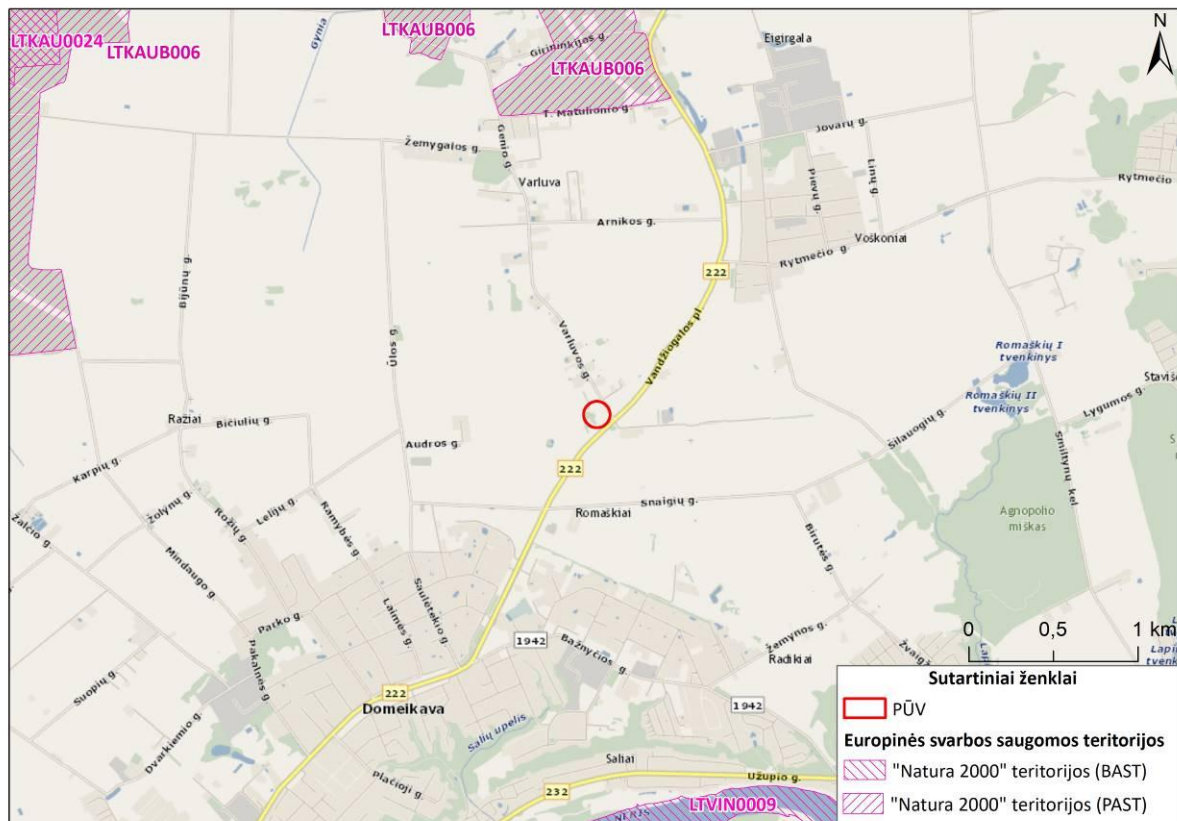 LTKAU0024
LTKAUB006
LTKAUB006
LTKAUB006
Gynia
Girininkijos g.
Eigirgala
N
T. Matulionio g.
Jovarų g.
Žemygalos g.
Genio g.
Linų g.
Varluva
Pievų g.
Rytmečio g.
Arnikos g.
Voškoniai
Rytmečio g.
222
Bijūnų g.
Vandžiogalos pl.
Ūlos g.
Varluvos g.
Romaškių I
tvenkinys
Romaškių II
tvenkinys
Ražiai
Bičiulių g.
Lygumos g.
Audros g.
Šilauogių g.
Karpių g.
222
Smiltynų kel
Žolynų g.
Lelijų g.
Rožių g.
Ramybės g.
Snaigių g.
Romaškiai
Agnopolio
miškas
Žalčio g.
Mindaugo g.
Birutės g.
Saulėtekio g.
Laimės g.
Parko g.
1942
Bažnyčios g.
Žemynos g.
0 0,5 1 km
Radikiai
Pakalnės g.
Suopių g.
222
1942
Domeikava
Dvarkiemio g.
Salių upelis
Plačioji g.
Saliai
Užupio g.
232
LTVIN0009
NERIS
Sutartiniai ženklai
PŪV
Europinės svarbos saugomos teritorijos
"Natura 2000" teritorijos (BAST)
"Natura 2000" teritorijos (PAST)